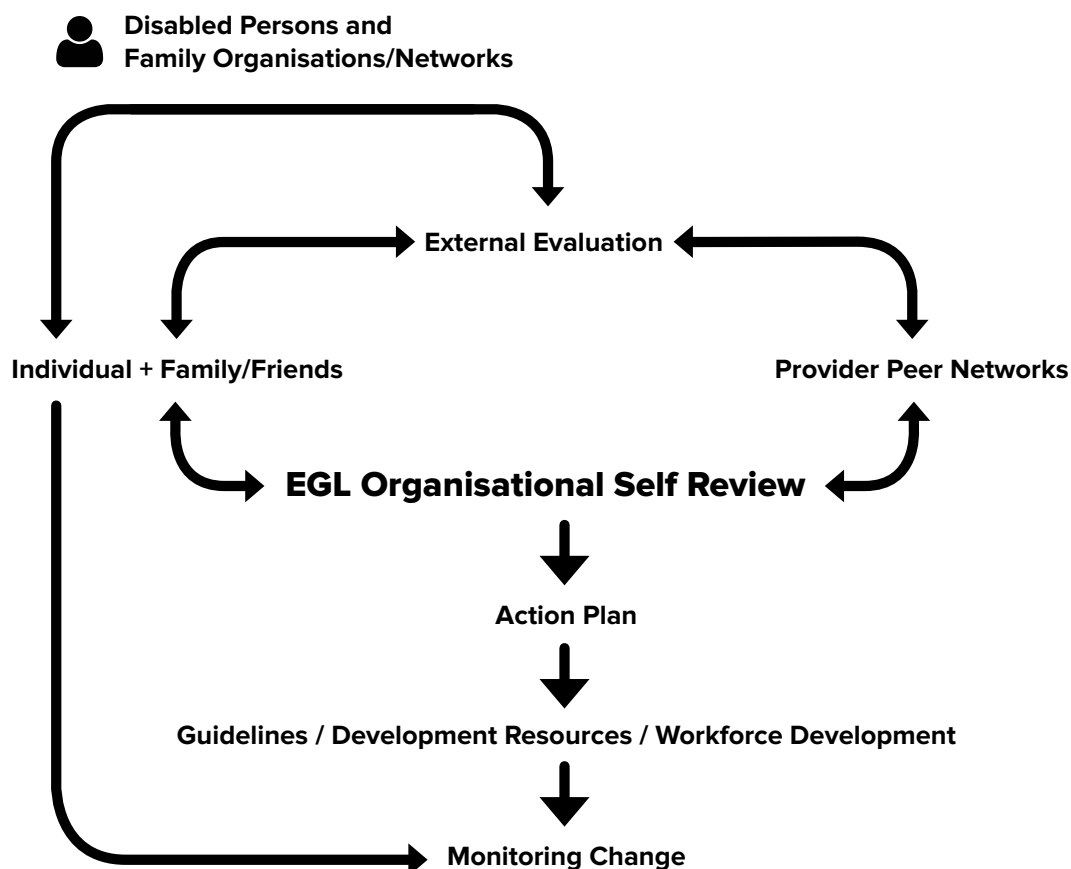 Disabled Persons and
Family Organisations/Networks
External Evaluation
Individual + Family/Friends
Provider Peer Networks
EGL Organisational Self Review
Action Plan
Guidelines / Development Resources / Workforce Development
Monitoring Change